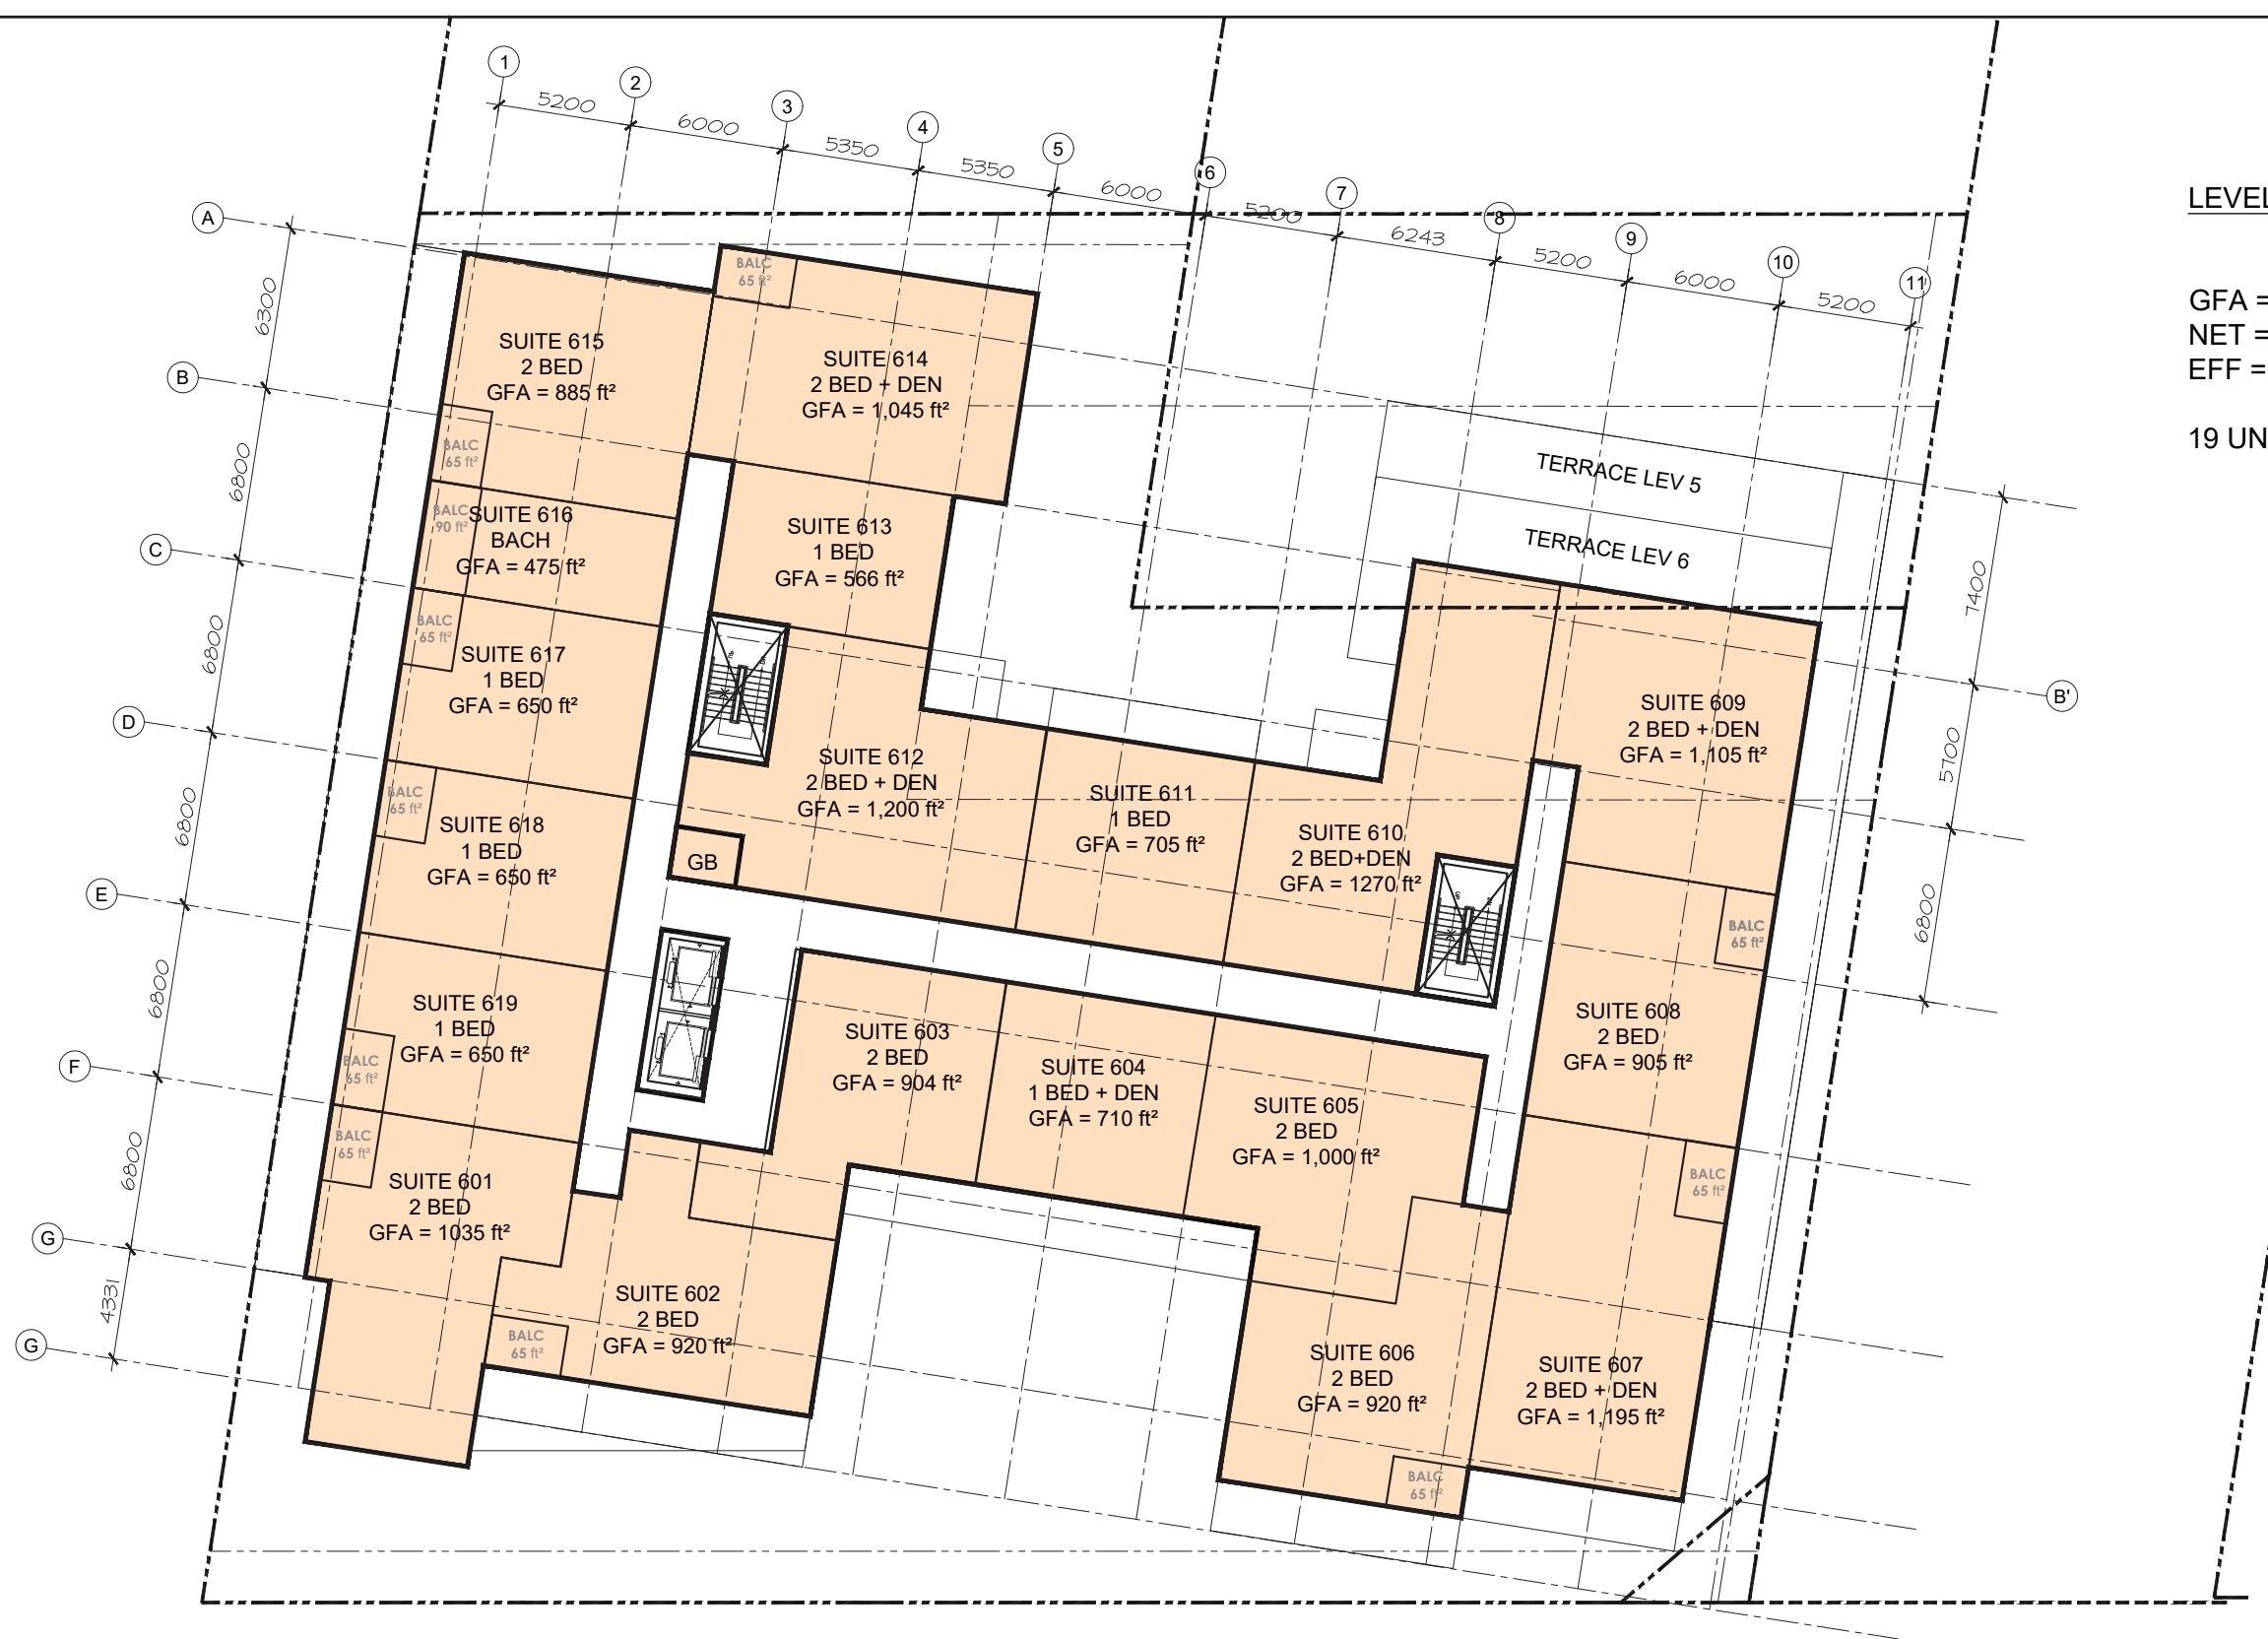 1
2
3
4
5
6
7
8
9
10
11
5200
6000
5350
5350
6000
5200
6243
5200
6000
5200
A
B
C
D
E
F
G
G
6300
6800
6800
6800
6800
6800
4331
B'
7400
5700
6800
LEVEL
GFA =
NET =
EFF =
19 UN
TERRACE LEV 5
TERRACE LEV 6
BALC
65 ft²
SUITE 615
2 BED
GFA = 885 ft²
SUITE 614
2 BED + DEN
GFA = 1,045 ft²
BALC
65 ft²
BALC
90 ft²
SUITE 616
BACH
GFA = 475 ft²
SUITE 613
1 BED
GFA = 566 ft²
BALC
65 ft²
SUITE 617
1 BED
GFA = 650 ft²
SUITE 609
2 BED + DEN
GFA = 1,105 ft²
SUITE 612
2 BED + DEN
GFA = 1,200 ft²
SUITE 611
1 BED
GFA = 705 ft²
SUITE 610
2 BED+DEN
GFA = 1270 ft²
BALC
65 ft²
SUITE 618
1 BED
GFA = 650 ft²
GB
BALC
65 ft²
SUITE 619
1 BED
GFA = 650 ft²
BALC
65 ft²
SUITE 603
2 BED
GFA = 904 ft²
SUITE 604
1 BED + DEN
GFA = 710 ft²
SUITE 605
2 BED
GFA = 1,000 ft²
SUITE 608
2 BED
GFA = 905 ft²
BALC
65 ft²
SUITE 601
2 BED
GFA = 1035 ft²
BALC
65 ft²
SUITE 602
2 BED
GFA = 920 ft²
BALC
65 ft²
SUITE 606
2 BED
GFA = 920 ft²
SUITE 607
2 BED + DEN
GFA = 1,195 ft²
BALC
65 ft²